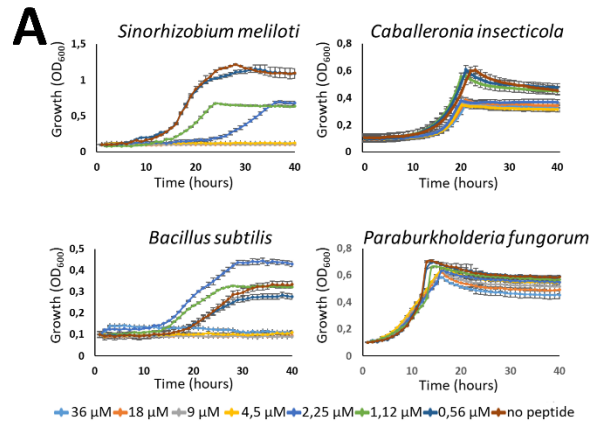 A
Sinorhizobium meliloti
Caballeronia insecticola
Growth (OD600)
1,5
1
0,5
0
0 10 20 30 40
Time (hours)
Growth (OD600)
0,8
0,6
0,4
0,2
0
0 10 20 30 40
Time (hours)
Bacillus subtilis
Paraburkholderia fungorum
Growth (OD600)
0,5
0,4
0,3
0,2
0,1
0
0 10 20 30 40
Time (hours)
Growth (OD600)
0,8
0,6
0,4
0,2
0
0 10 20 30 40
Time (hours)
36 µM 18 µM 9 µM 4,5 µM 2,25 µM 1,12 µM 0,56 µM no peptide